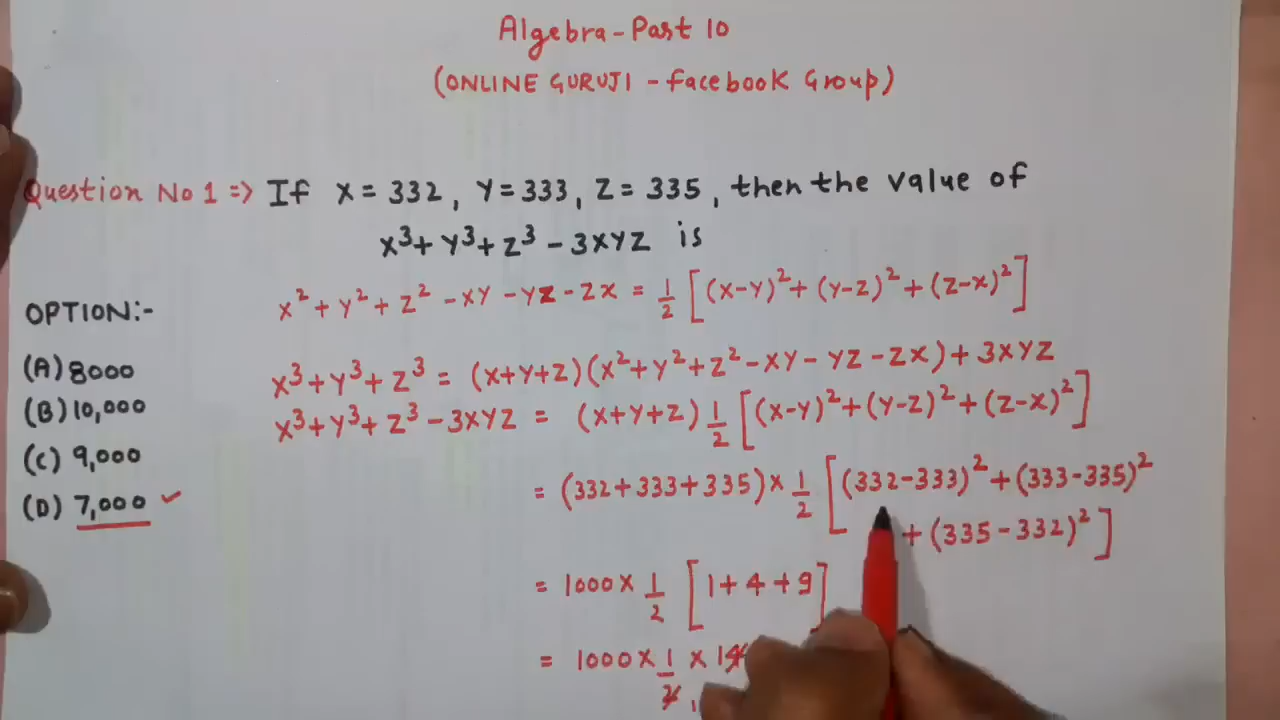 Algebra-Part 10
(ONLINE GURUJI - facebook Group)
Question No 1 => If X = 332, Y = 333, Z = 335, then the value of
x³ + y³ + z³ - 3XYZ is
x² + y² + z² - xy - yz - zx = 1/2 [(x-y)² + (y-z)² + (z-x)²]
OPTION:-
(A) 8000
(B) 10,000
(C) 9,000
(D) 7,000 ✓
x³ + y³ + z³ = (x+y+z)(x² + y² + z² - xy - yz - zx) + 3xyz
x³ + y³ + z³ - 3xyz = (x+y+z) 1/2 [(x-y)² + (y-z)² + (z-x)²]
= (332+333+335) × 1/2 [(332-333)² + (333-335)²
+ (335-332)²]
= 1000 × 1/2 [1+4+9]
= 1000 × 1/2 × 14